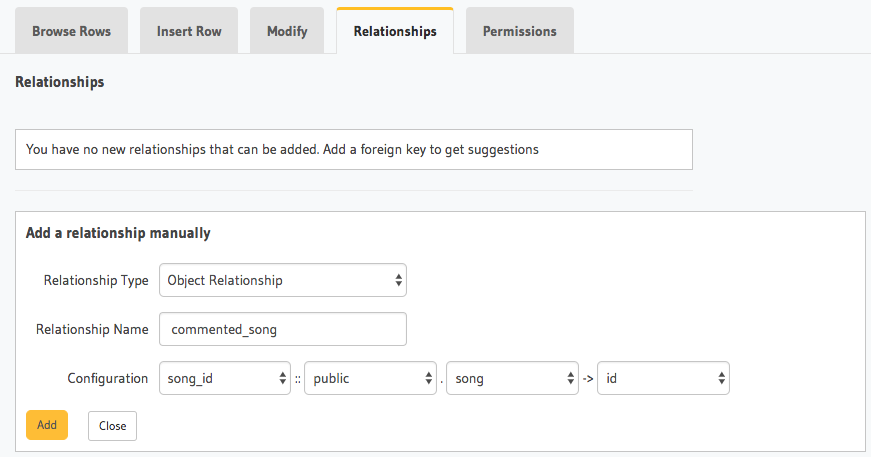 Browse Rows Insert Row Modify Relationships Permissions
Relationships
You have no new relationships that can be added. Add a foreign key to get suggestions
Add a relationship manually
Relationship Type Object Relationship
Relationship Name commented_song
Configuration song_id :: public . song -> id
Add Close